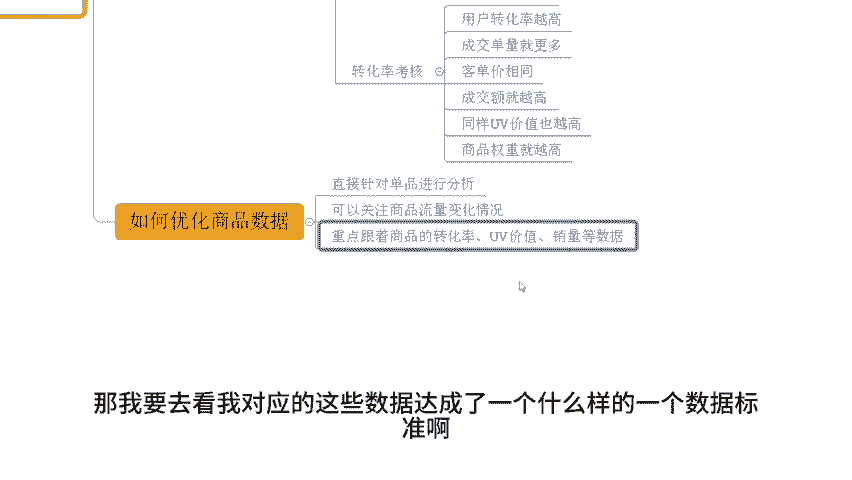 用户转化率越高
成交单量就更多
转化率考核
客单价相同
成交额就越高
同样UV价值也越高
商品权重就越高
直接针对单品进行分析
如何优化商品数据
可以关注商品流量变化情况
重点跟着商品的转化率、UV价值、销量等数据
那我要去看我对应的这些数据达成了一个什么样的一个数据标
准啊